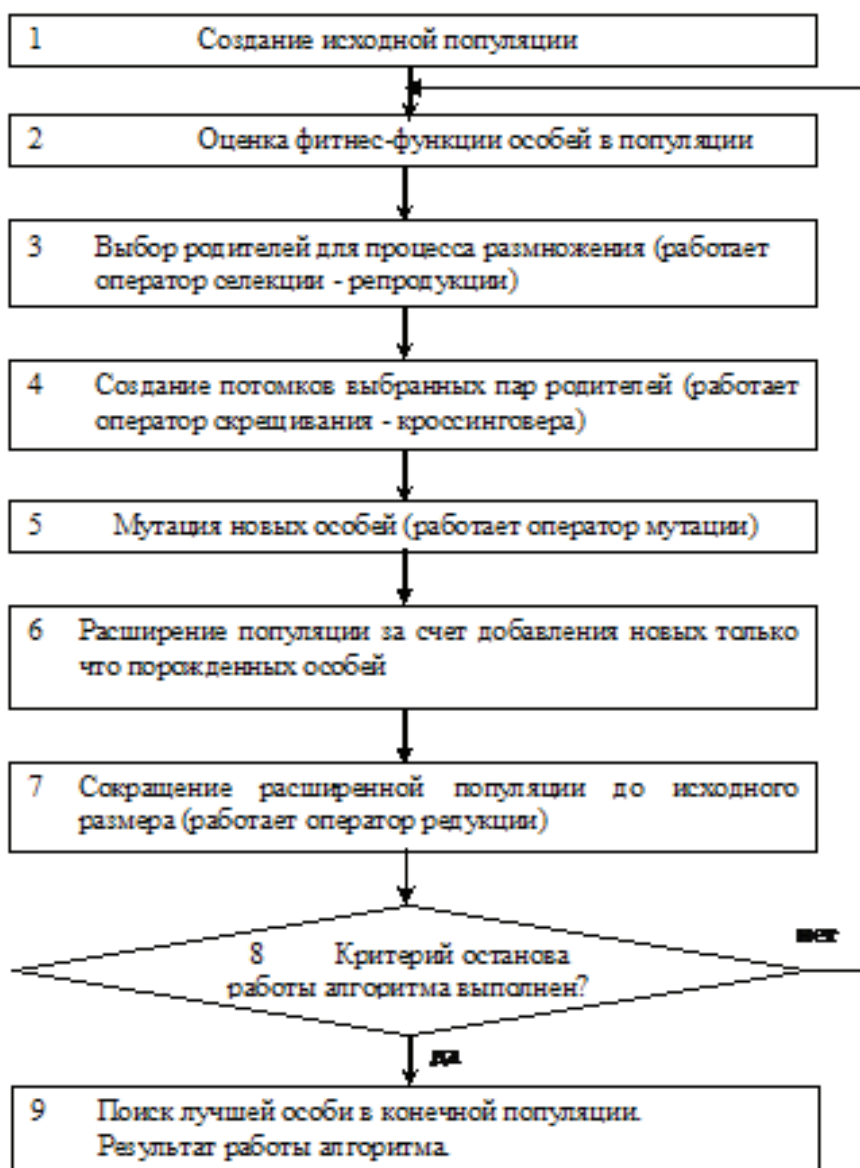 1 Создание исходной популяции
2 Оценка фитнес-функции особей в популяции
3 Выбор родителей для процесса размножения (работает
оператор селекции - репродукции)
4 Создание потомков выбранных пар родителей (работает
оператор скрещивания - кроссинговера)
5 Мутация новых особей (работает оператор мутации)
6 Расширение популяции за счет добавления новых только
что порожденных особей
7 Сокращение расширенной популяции до исходного
размера (работает оператор редукции)
нет
8 Критерий останова
работы алгоритма выполнен?
да
9 Поиск лучшей особи в конечной популяции.
Результат работы алгоритма.